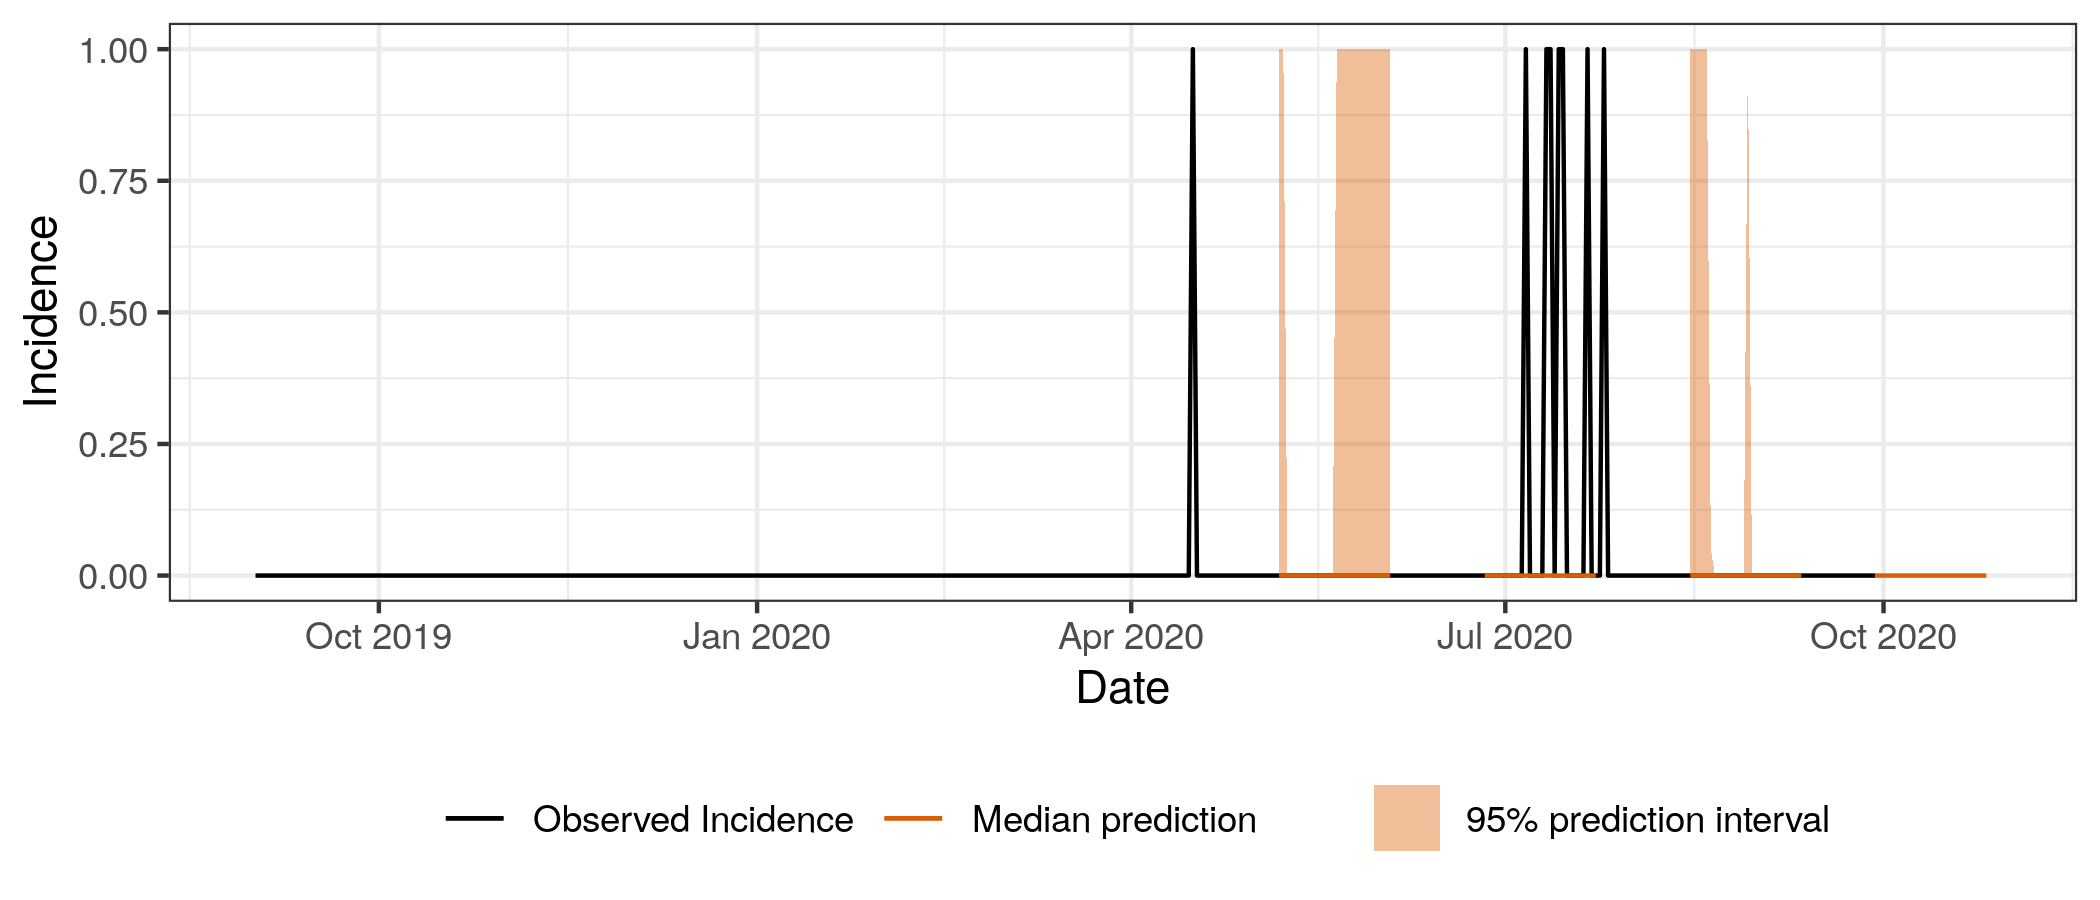 1.00
0.75
0.50
0.25
0.00
Incidence
Oct 2019 Jan 2020 Apr 2020 Jul 2020 Oct 2020
Date
Observed Incidence Median prediction 95% prediction interval